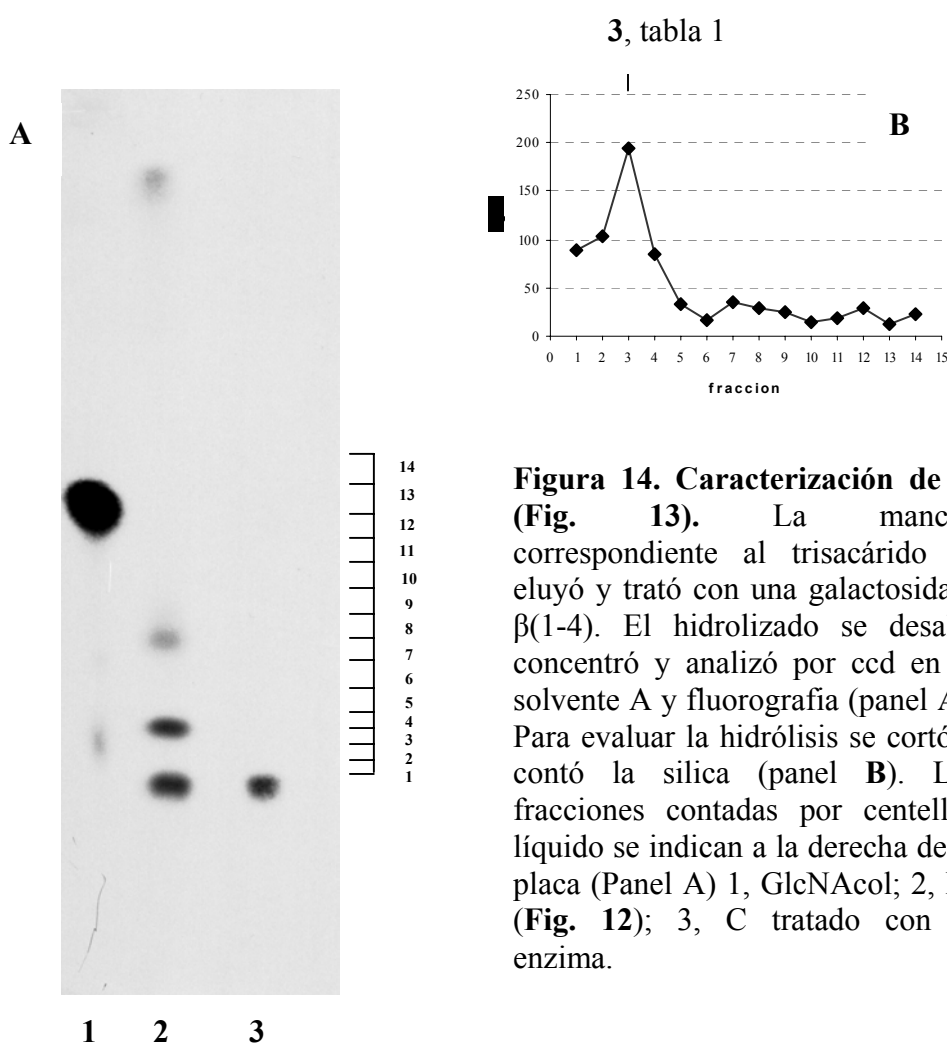 3, tabla 1
A
B
250
200
150
100
50
0
0 1 2 3 4 5 6 7 8 9 10 11 12 13 14 15
fraccion
14
13
12
11
10
9
8
7
6
5
4
3
2
1
Figura 14. Caracterización de
(Fig. 13). La manc
correspondiente al trisacárido
eluyó y trató con una galactosida
β(1-4). El hidrolizado se desa
concentró y analizó por ccd en
solvente A y fluorografia (panel A
Para evaluar la hidrólisis se cortó
contó la silica (panel B). L
fracciones contadas por centell
líquido se indican a la derecha de
placa (Panel A) 1, GlcNAcol; 2,
(Fig. 12); 3, C tratado con
enzima.
1 2 3